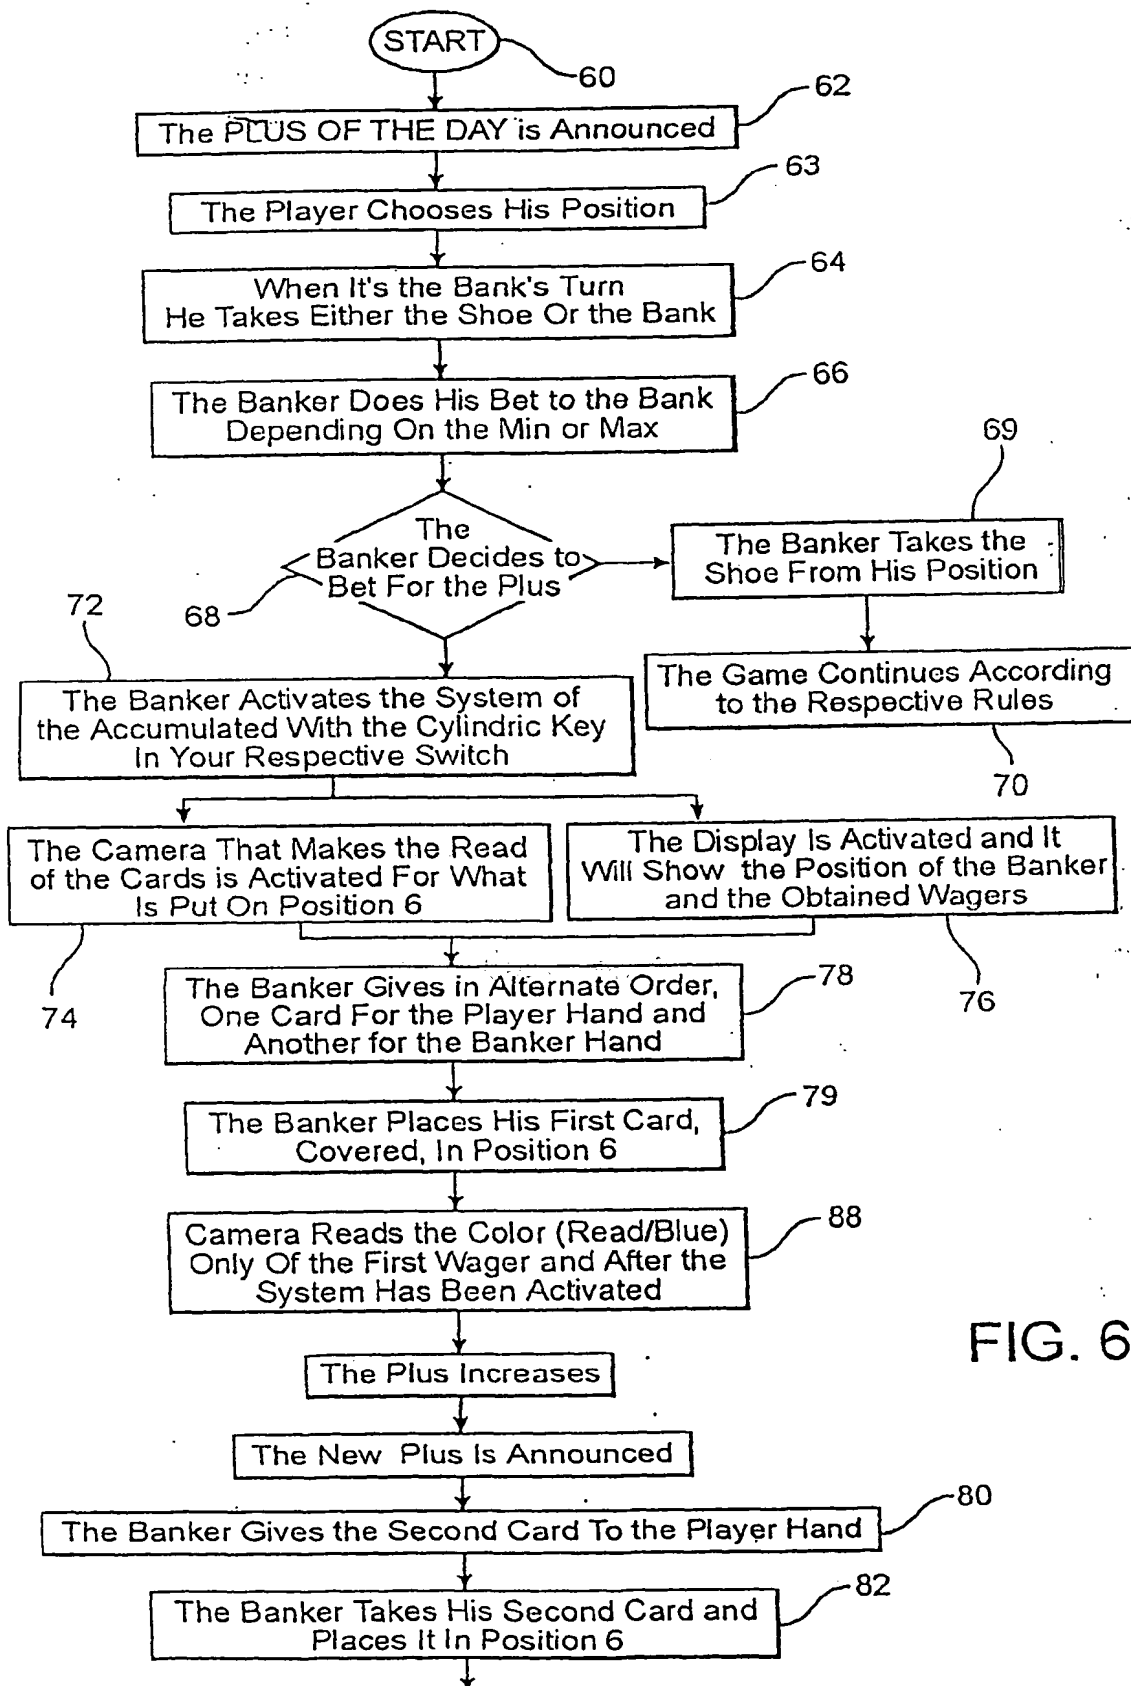 START
60
62
The PLUS OF THE DAY is Announced
63
The Player Chooses His Position
64
When It's the Bank's Turn
He Takes Either the Shoe Or the Bank
66
The Banker Does His Bet to the Bank
Depending On the Min or Max
69
The
Banker Decides to
Bet For the Plus
68
The Banker Takes the
Shoe From His Position
72
The Game Continues According
to the Respective Rules
70
The Banker Activates the System of
the Accumulated With the Cylindric Key
In Your Respective Switch
The Camera That Makes the Read
of the Cards is Activated For What
Is Put On Position 6
74
The Display Is Activated and It
Will Show the Position of the Banker
and the Obtained Wagers
76
78
The Banker Gives in Alternate Order,
One Card For the Player Hand and
Another for the Banker Hand
79
The Banker Places His First Card,
Covered, In Position 6
88
Camera Reads the Color (Read/Blue)
Only Of the First Wager and After the
System Has Been Activated
FIG. 6
The Plus Increases
The New Plus Is Announced
80
The Banker Gives the Second Card To the Player Hand
82
The Banker Takes His Second Card and
Places It In Position 6